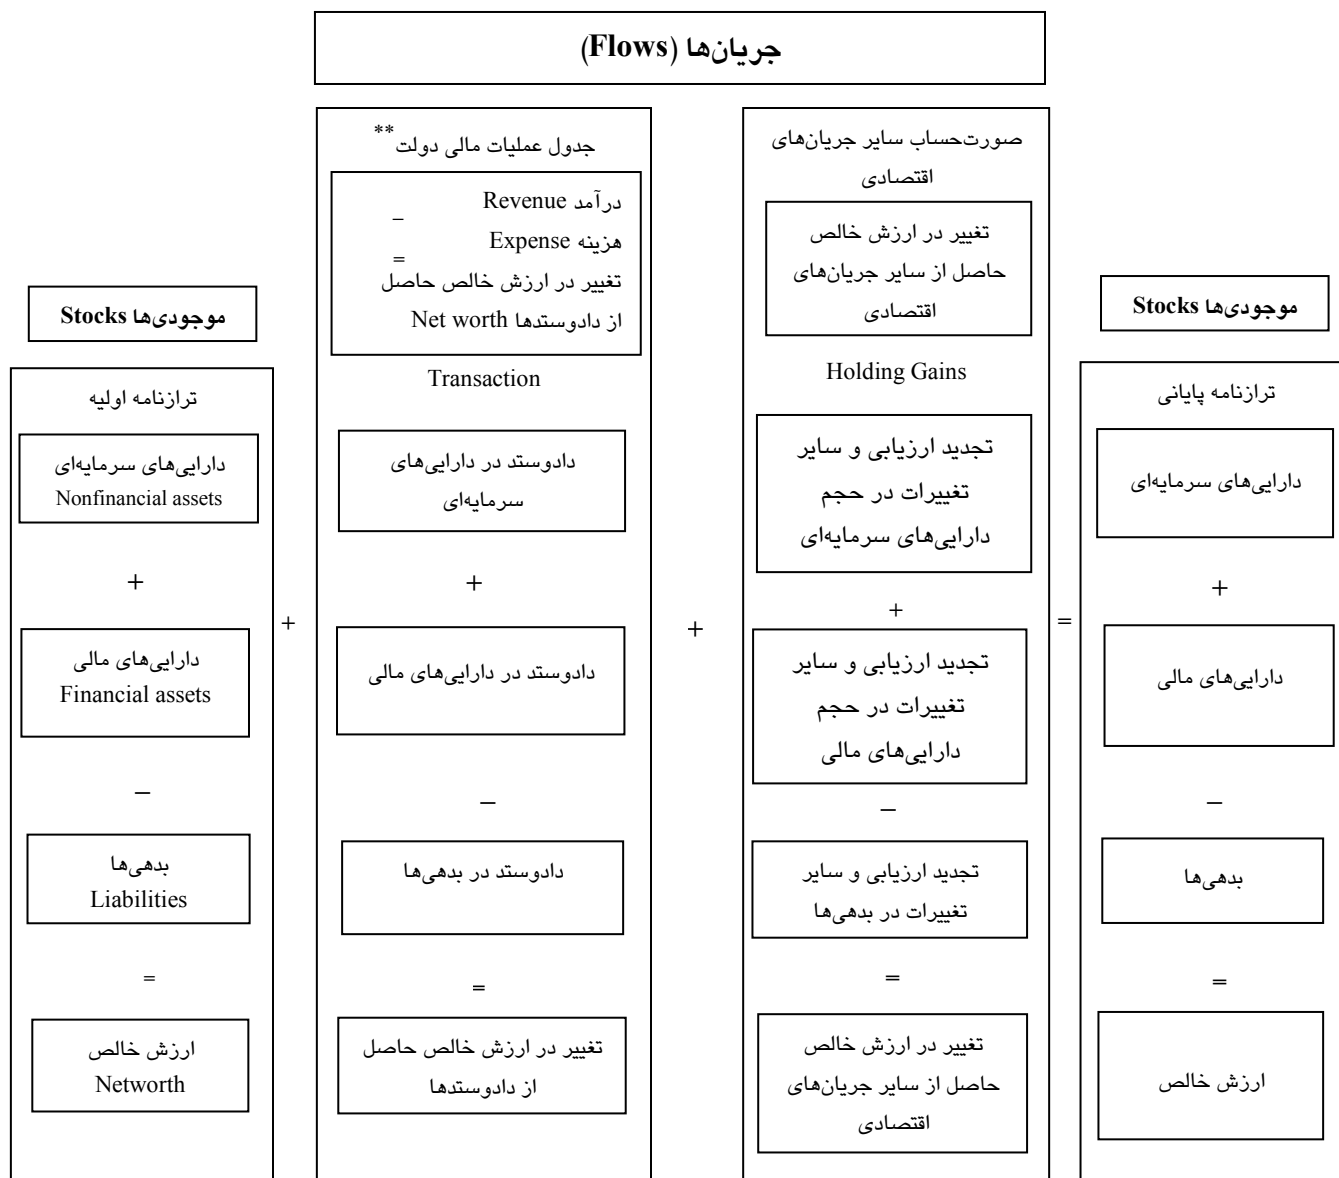 جریان‌ها (Flows)
موجودی‌ها Stocks
ترازنامه اولیه
دارایی‌های سرمایه‌ای
Nonfinancial assets
+
دارایی‌های مالی
Financial assets
–
بدهی‌ها
Liabilities
=
ارزش خالص
Networth
+
جدول عملیات مالی دولت**
درآمد Revenue
–
هزینه Expense
=
تغییر در ارزش خالص حاصل
از دادوستدها Net worth
Transaction
دادوستد در دارایی‌های
سرمایه‌ای
+
دادوستد در دارایی‌های مالی
–
دادوستد در بدهی‌ها
=
تغییر در ارزش خالص حاصل
از دادوستدها
+
صورت‌حساب سایر جریان‌های
اقتصادی
تغییر در ارزش خالص
حاصل از سایر جریان‌های
اقتصادی
Holding Gains
تجدید ارزیابی و سایر
تغییرات در حجم
دارایی‌های سرمایه‌ای
+
تجدید ارزیابی و سایر
تغییرات در حجم
دارایی‌های مالی
–
تجدید ارزیابی و سایر
تغییرات در بدهی‌ها
=
تغییر در ارزش خالص
حاصل از سایر جریان‌های
اقتصادی
=
موجودی‌ها Stocks
ترازنامه پایانی
دارایی‌های سرمایه‌ای
+
دارایی‌های مالی
–
بدهی‌ها
=
ارزش خالص